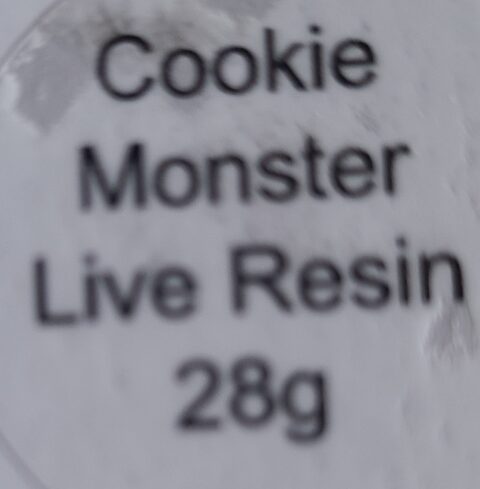 Cookie
Monster
Live Resin
28g